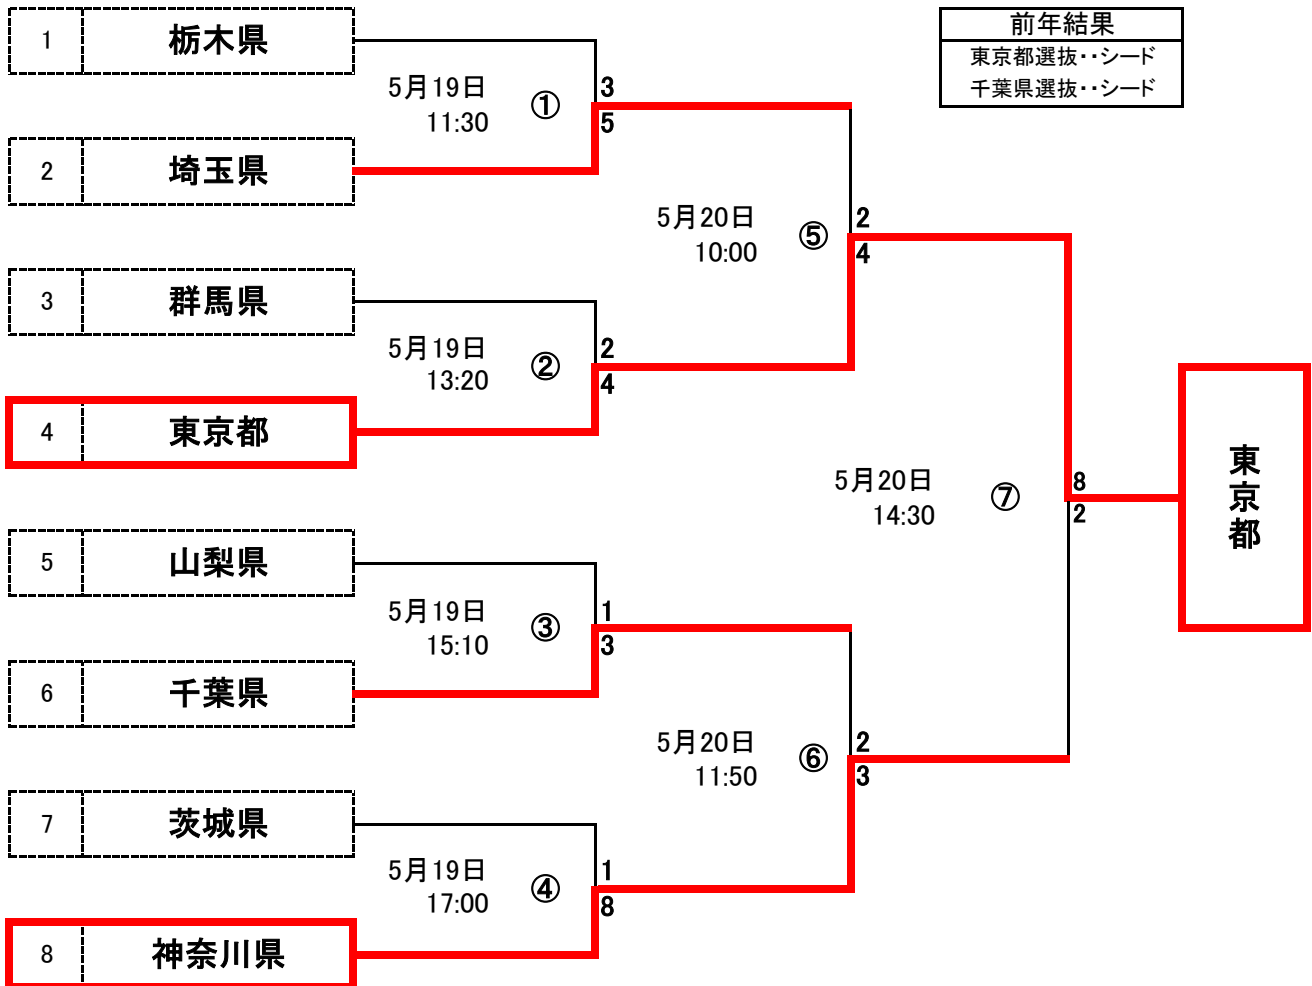 1 栃木県
5月19日
11:30
①
3
5
2 埼玉県
3 群馬県
5月19日
13:20
②
2
4
4 東京都
5月20日
10:00
⑤
2
4
5 山梨県
5月19日
15:10
③
1
3
6 千葉県
7 茨城県
5月19日
17:00
④
1
8
8 神奈川県
5月20日
11:50
⑥
2
3
5月20日
14:30
⑦
8
2
東京都
前年結果
東京都選抜・・シード
千葉県選抜・・シード